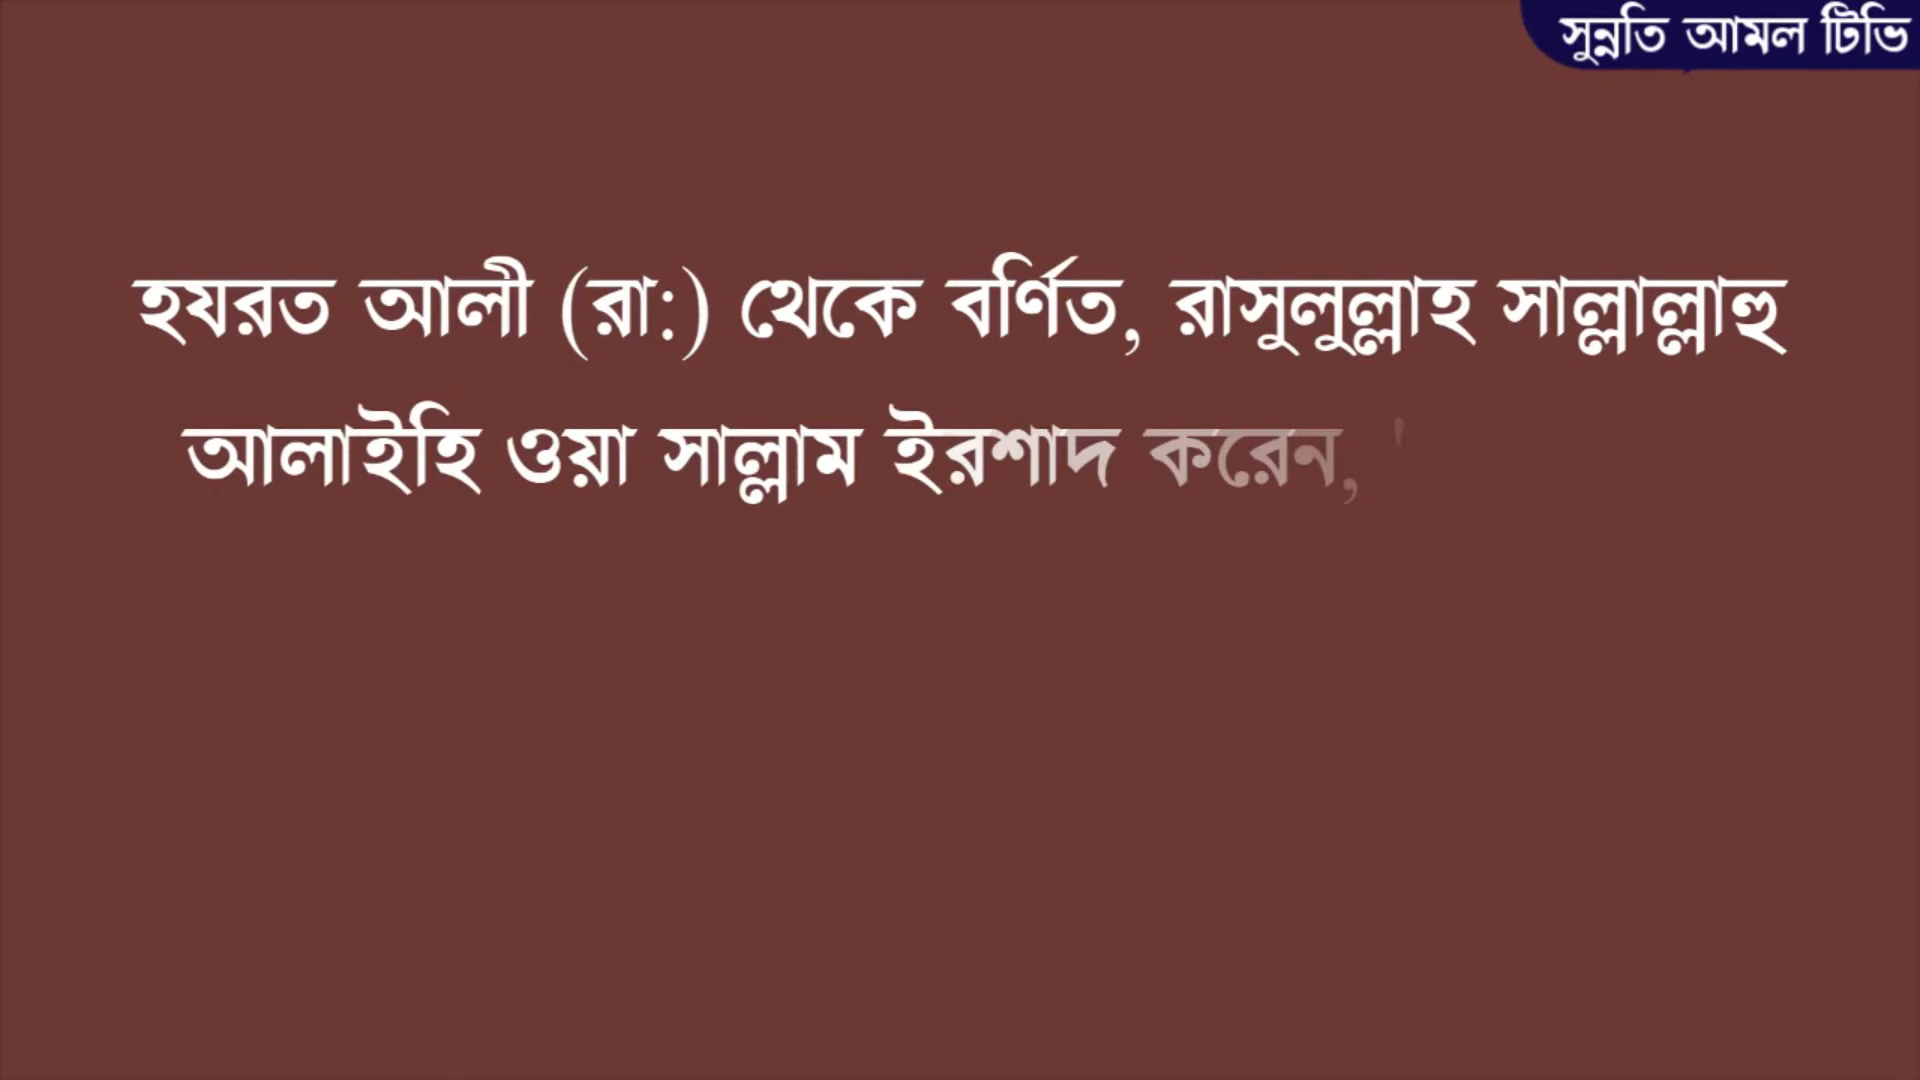 সুন্নতি আমল টিভি
হযরত আলী (রা:) থেকে বর্ণিত, রাসুলুল্লাহ সাল্লাল্লাহু
আলাইহি ওয়া সাল্লাম ইরশাদ করেন, '